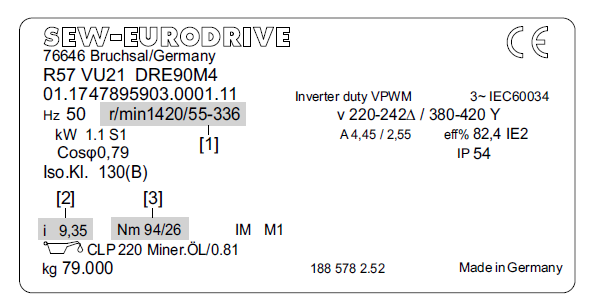 SEW-EURODRIVE CE
76646 Bruchsal/Germany
R57 VU21 DRE90M4
01.1747895903.0001.11 Inverter duty VPWM 3~ IEC60034
Hz 50 r/min1420/55-336 v 220-242Δ / 380-420 Y
kW 1.1 S1 [1] A 4,45 / 2,55 eff% 82,4 IE2
Cosφ0,79 IP 54
Iso.Kl. 130(B)
[2] [3]
i 9,35 Nm 94/26 IM M1
CLP220 Miner.ÖL/0.81
kg 79.000 188 578 2.52 Made in Germany